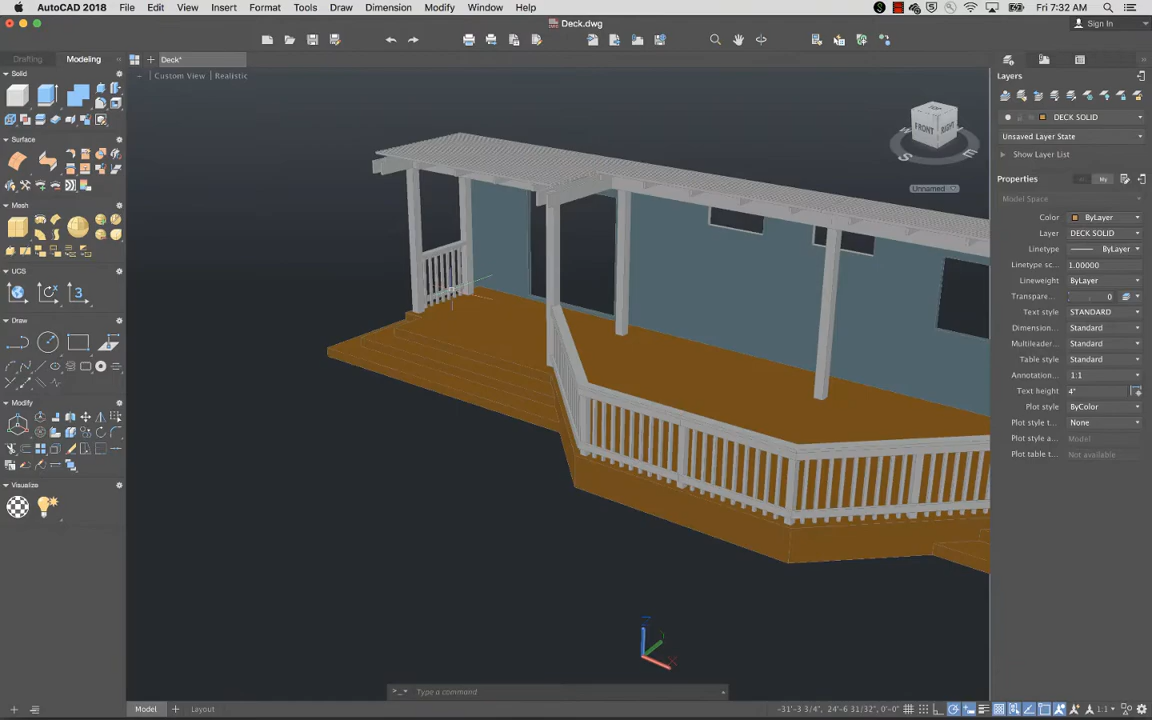 AutoCAD 2018 File Edit View Insert Format Tools Draw Dimension Modify Window Help Fri 7:32 AM
Deck.dwg
Sign In
Drafting Modeling
Deck*
Solid
Custom View Realistic
Layers
TOP
FRONT RIGHT
S E
DECK SOLID
Unsaved Layer State
Surface
Show Layer List
Properties
My
Unnamed
Model Space
Mesh
Color ByLayer
Layer DECK SOLID
Linetype ByLayer
Linetype sc... 1.00000
UCS
Lineweight ByLayer
Transpare... 0
3
Text style STANDARD
Draw
Dimension... Standard
Multileader... Standard
Table style Standard
Annotation... 1:1
Text height 4"
Modify
Plot style ByColor
Plot style t... None
Plot style a... Model
Plot table t... Not available
Visualize
X
>_ Type a command
Model Layout
-31'-3 3/4", 24'-6 31/32", 0'-0"
1:1